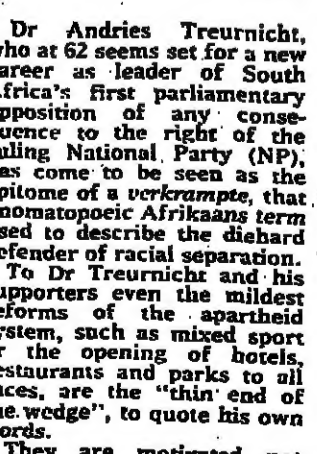 Dr Andries Treurnicht,
who at 62 seems set for a new
areer as leader of South
frica's first parliamentary
pposition of any conse-
uence to the right of the
uling National Party (NP),
as come to be seen as the
pitome of a verkrampte, that
nomatopoeic Afrikaans term
sed to describe the diehard
efender of racial separation.
To Dr Treurnicht and his
upporters even the mildest
eforms of the apartheid
ystem, such as mixed sport
r the opening of hotels,
estaurants and parks to all
aces, are the "thin end of
he wedge", to quote his own
ords.
They are motivated not